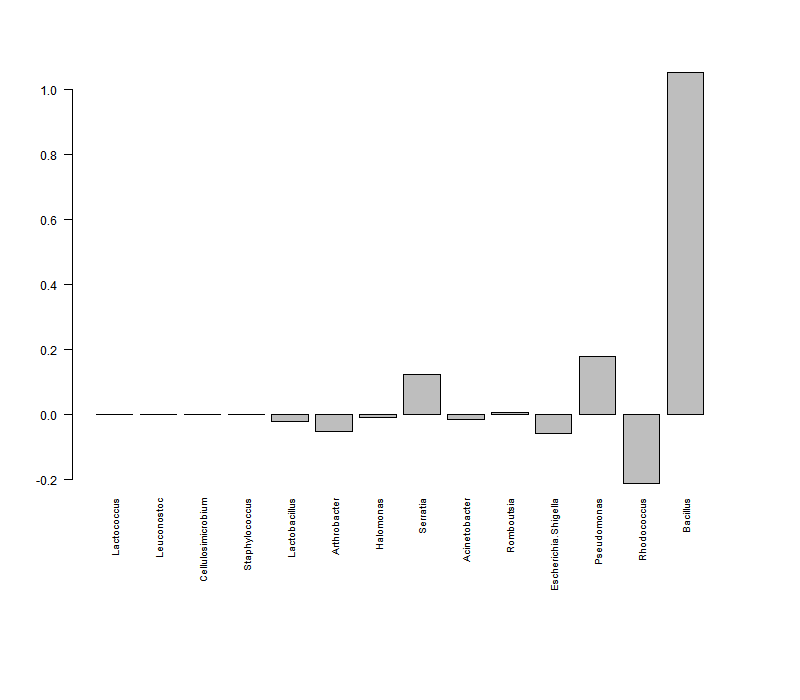 1.0
0.8
0.6
0.4
0.2
0.0
-0.2
Lactococcus
Leuconostoc
Cellulosimicrobium
Staphylococcus
Lactobacillus
Arthrobacter
Halomonas
Serratia
Acinetobacter
Romboutsia
Escherichia.Shigella
Pseudomonas
Rhodococcus
Bacillus